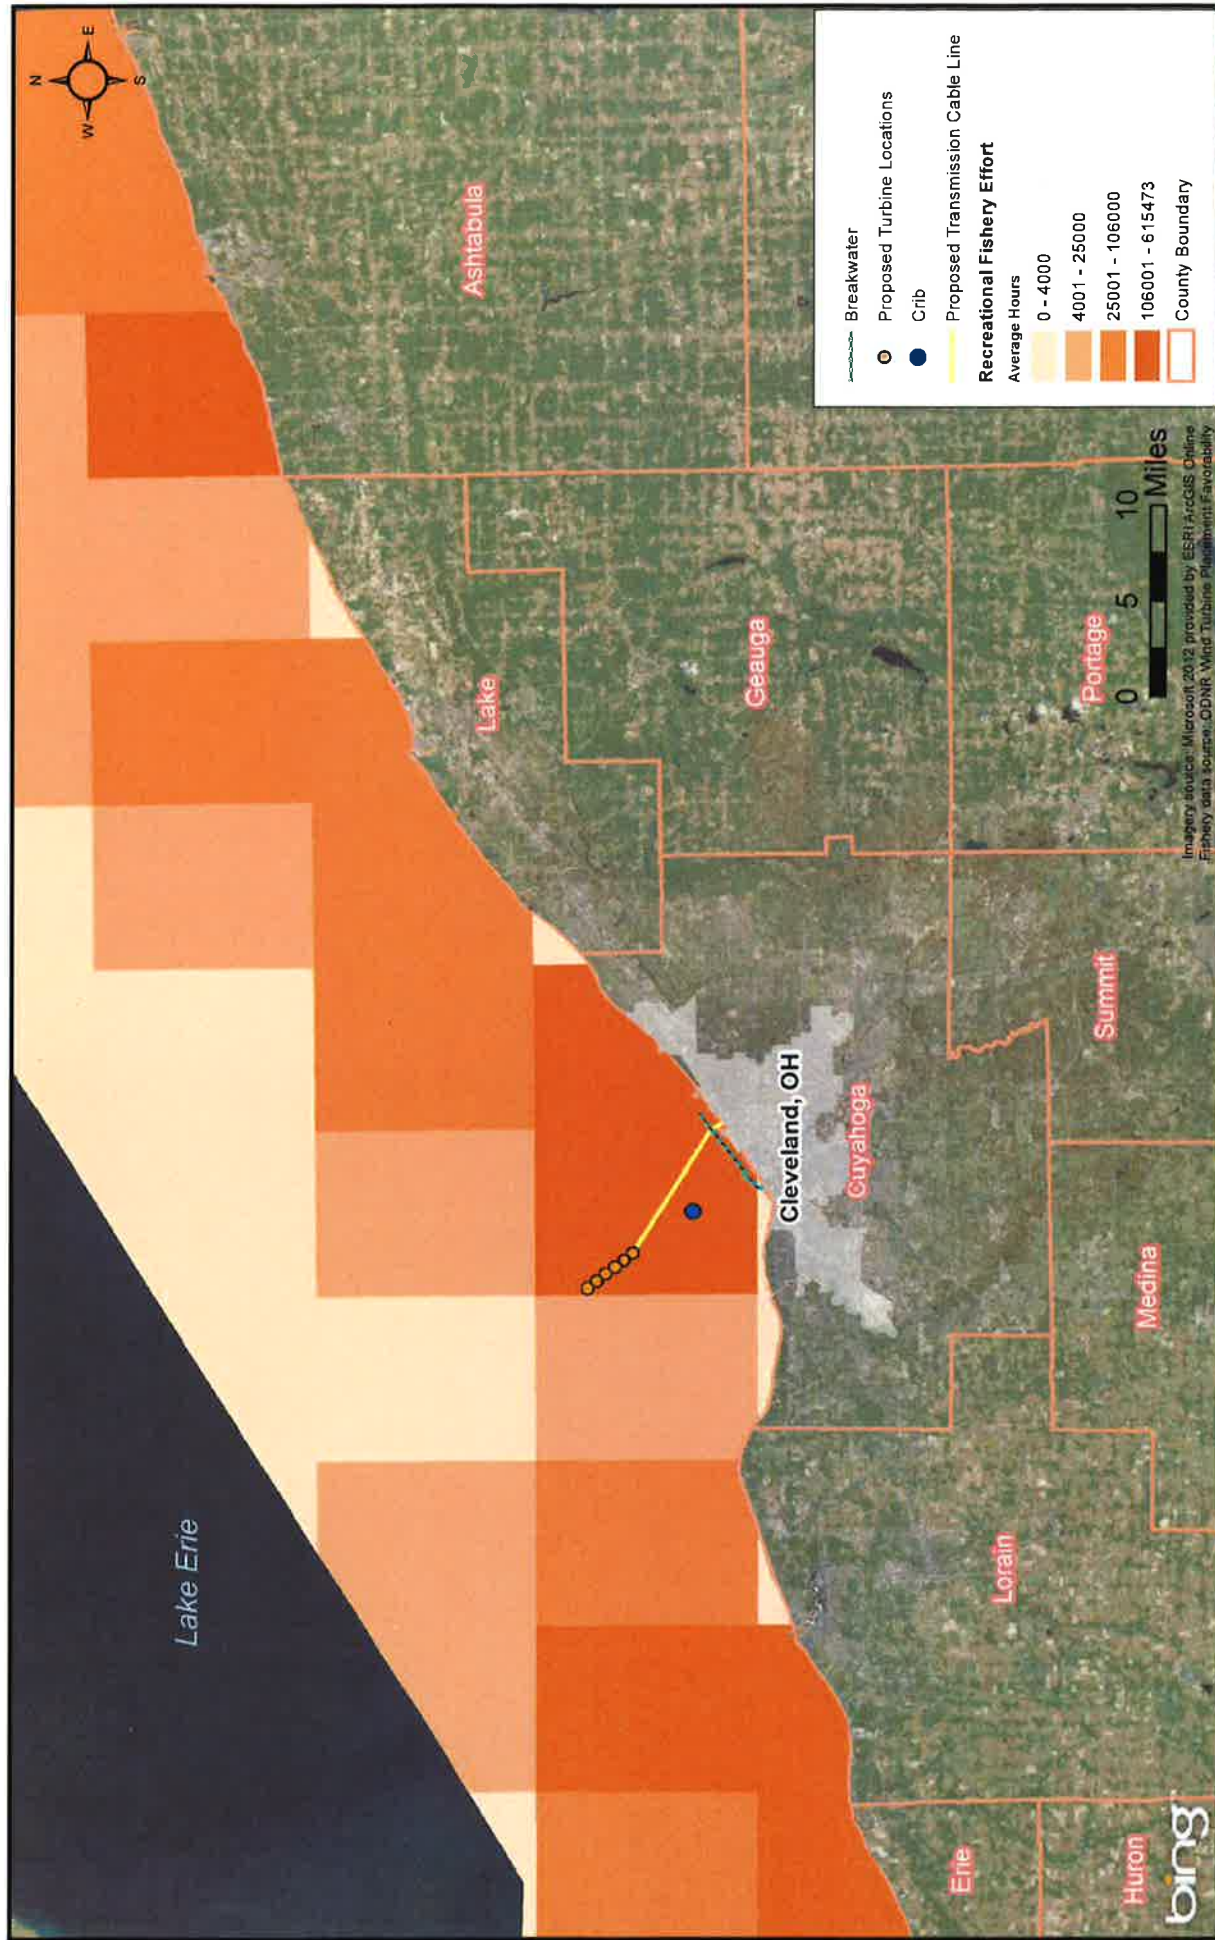 N
W E
S
Lake Erie
Ashtabula
Lake
Geauga
Cleveland, OH
Cuyahoga
Portage
Summit
Medina
Lorain
Erie
Huron
Breakwater
Proposed Turbine Locations
Crib
Proposed Transmission Cable Line
Recreational Fishery Effort
Average Hours
0 - 4000
4001 - 25000
25001 - 106000
106001 - 615473
County Boundary
0 5 10
Miles
Imagery source: Microsoft 2012 provided by ESRI ArcGIS Online
Fishery data source: ODNR Wind Turbine Placement Favorability
bing